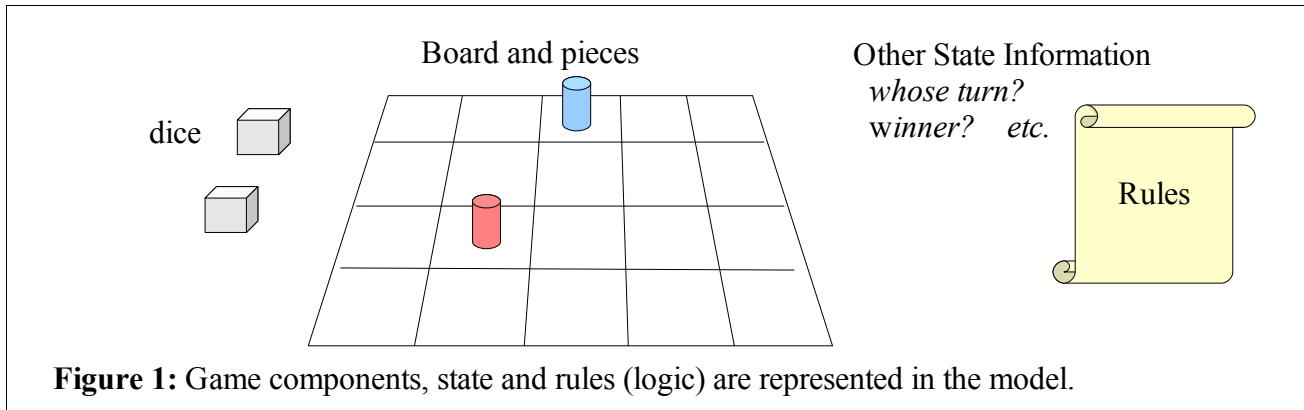 Board and pieces
Other State Information
whose turn?
winner? etc.
dice
Rules
Figure 1: Game components, state and rules (logic) are represented in the model.